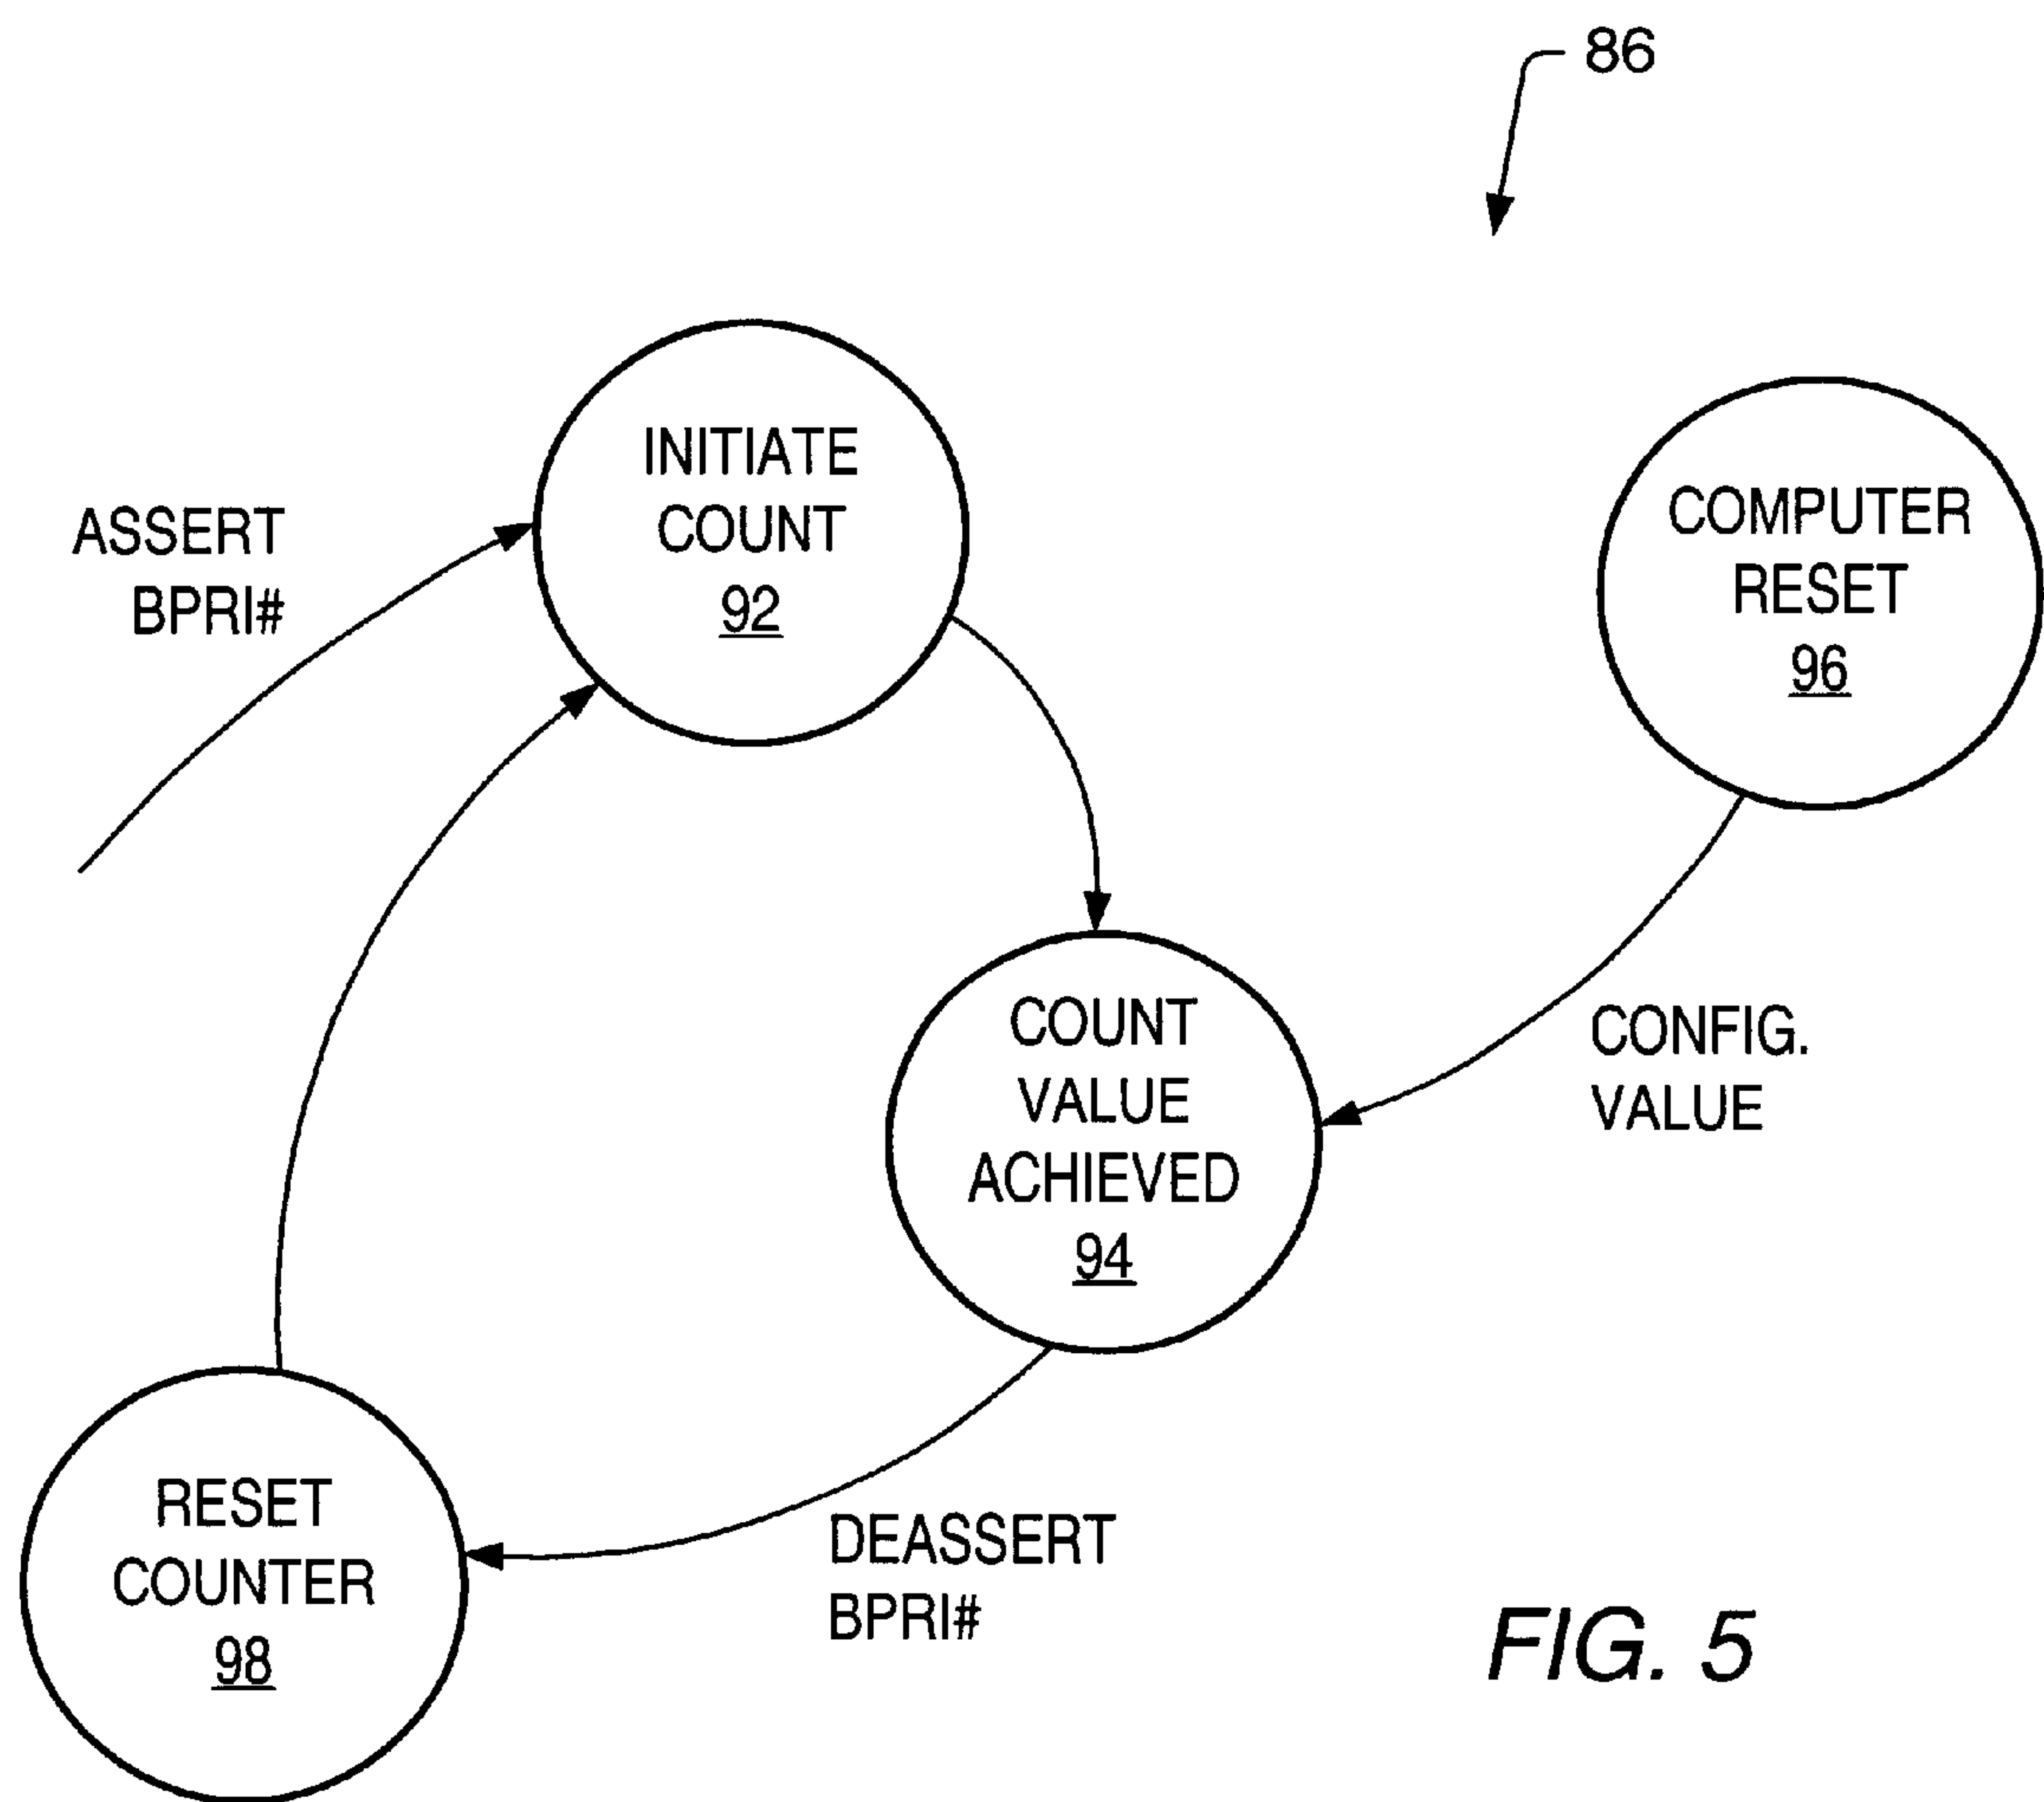 86
INITIATE
COUNT
92
ASSERT
BPRI#
COMPUTER
RESET
96
COUNT
VALUE
ACHIEVED
94
CONFIG.
VALUE
RESET
COUNTER
98
DEASSERT
BPRI#
FIG. 5